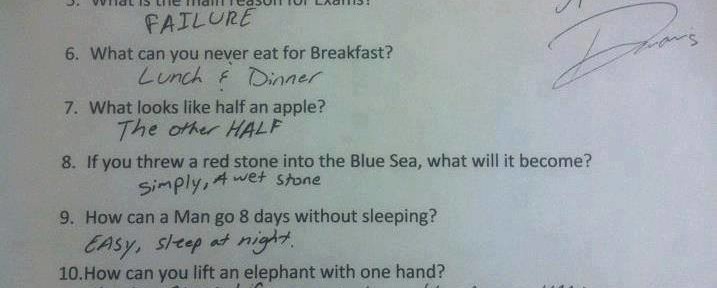 5. What is the main reason for Exams?
FAILURE
6. What can you never eat for Breakfast?
Lunch & Dinner
7. What looks like half an apple?
The other HALF
8. If you threw a red stone into the Blue Sea, what will it become?
Simply, A wet stone
9. How can a Man go 8 days without sleeping?
EASY, sleep at night.
10.How can you lift an elephant with one hand?